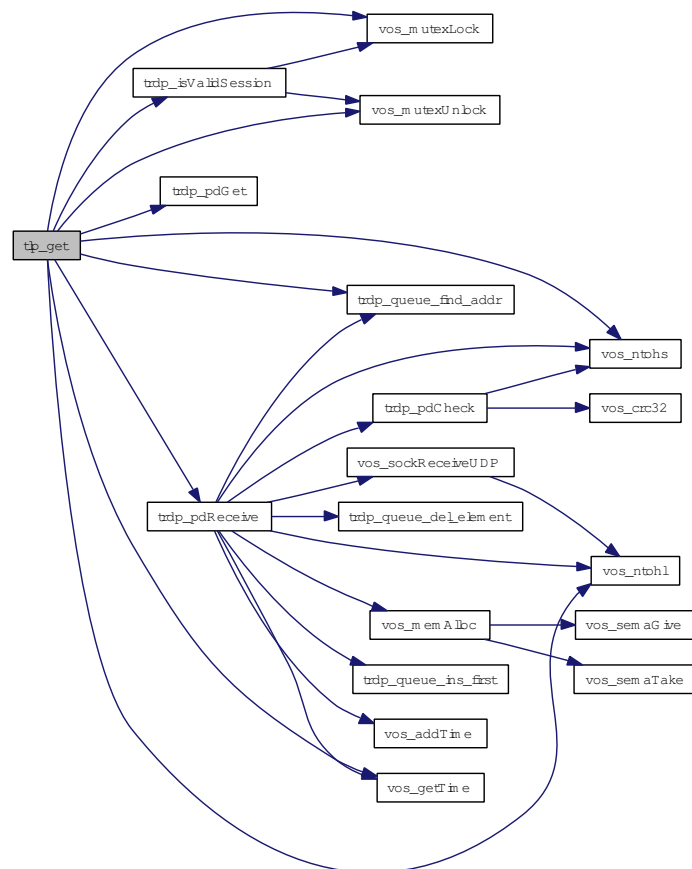 vos_mutexLock
trdp_isValidSession
vos_mutexUnlock
trdp_pdGet
tlp_get
trdp_queue_find_addr
vos_ntohs
trdp_pdCheck
vos_crc32
vos_sockReceiveUDP
trdp_pdReceive
trdp_queue_del_element
vos_ntohl
vos_memAlloc
vos_semaGive
trdp_queue_ins_first
vos_semaTake
vos_addTime
vos_getTime